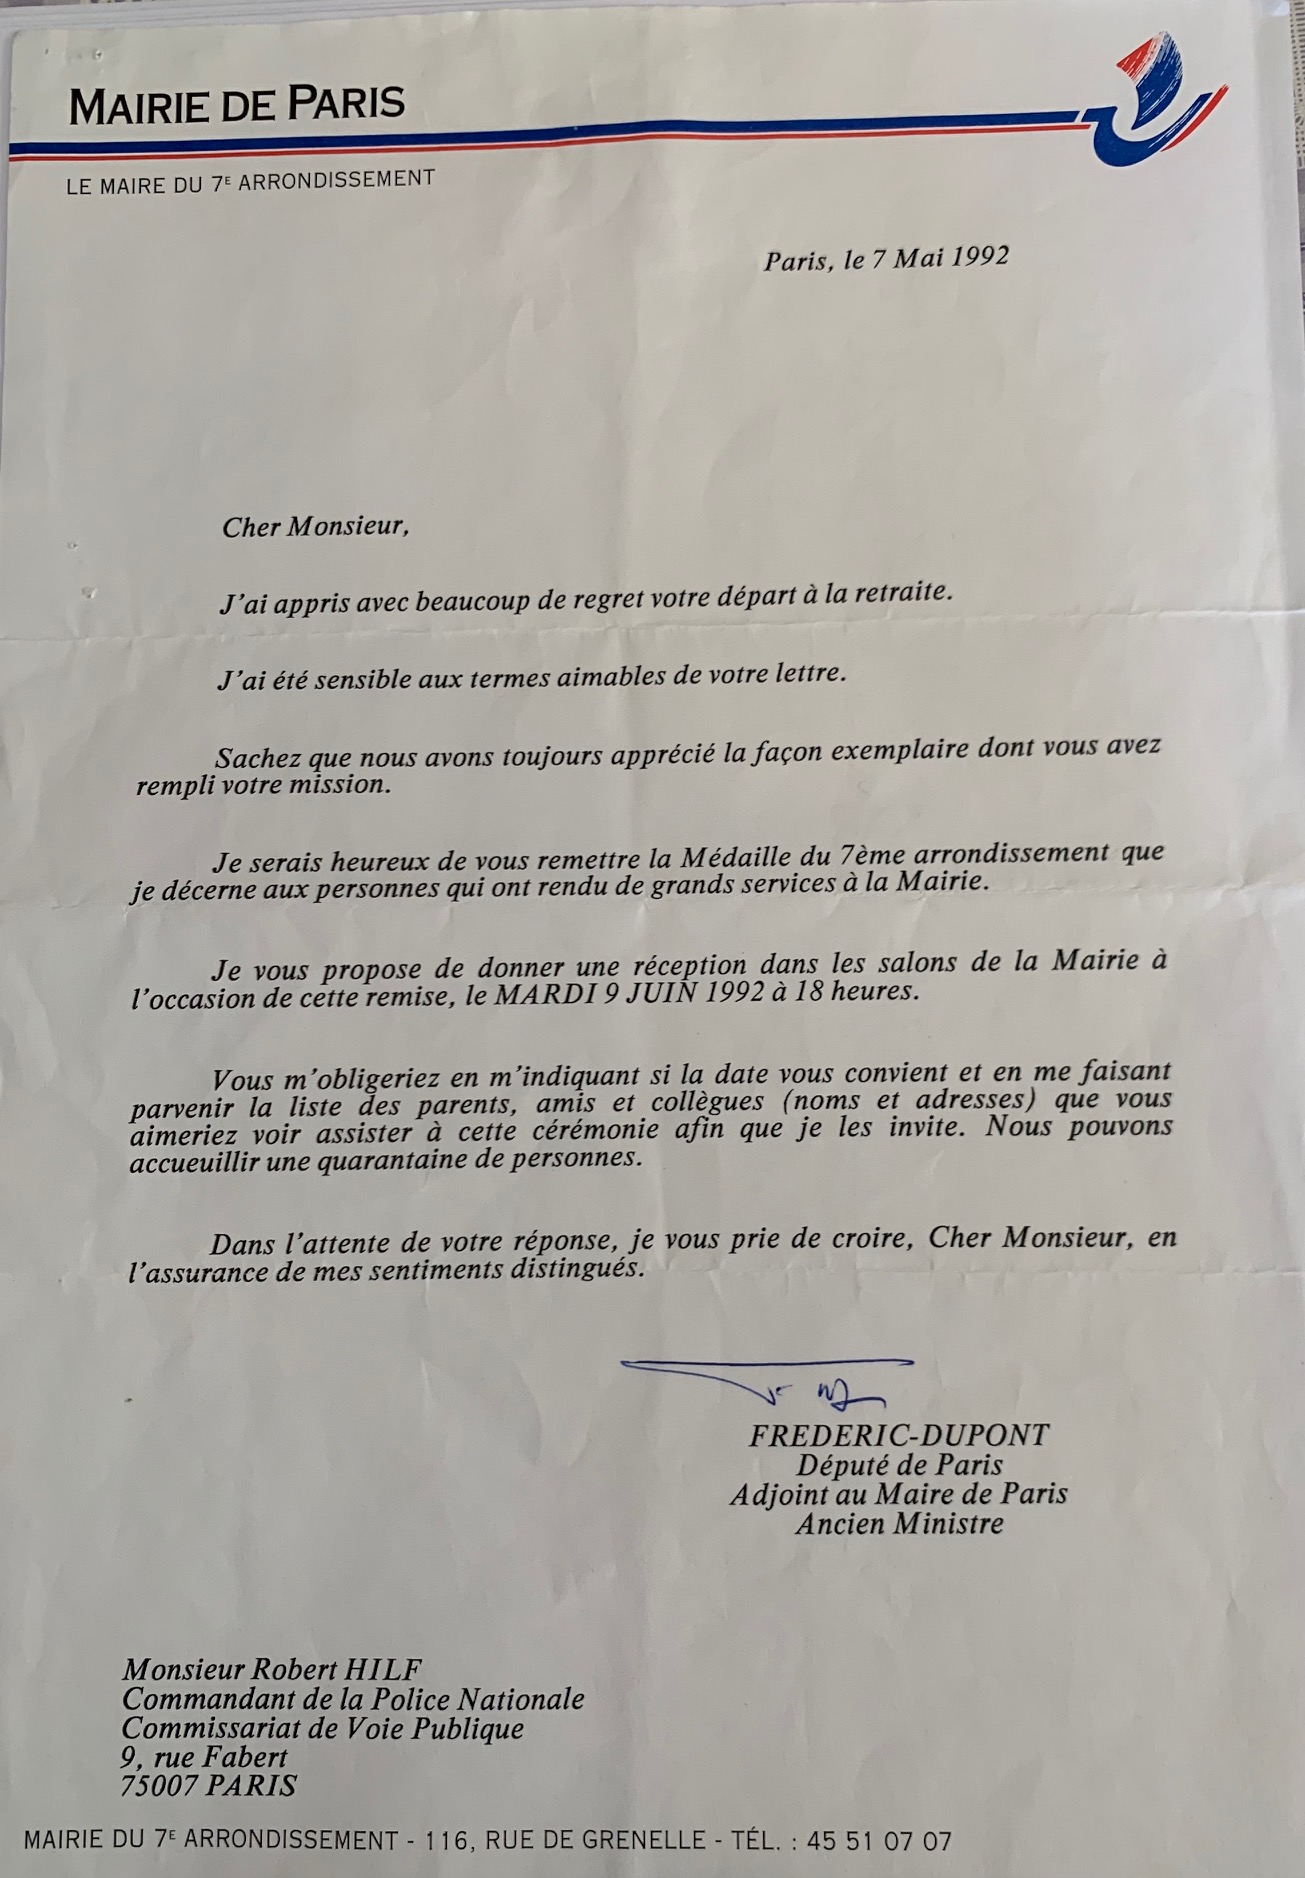 MAIRIE DE PARIS
LE MAIRE DU 7E ARRONDISSEMENT
Paris, le 7 Mai 1992
Cher Monsieur,
J'ai appris avec beaucoup de regret votre départ à la retraite.
J'ai été sensible aux termes aimables de votre lettre.
Sachez que nous avons toujours apprécié la façon exemplaire dont vous avez
rempli votre mission.
Je serais heureux de vous remettre la Médaille du 7ème arrondissement que
je décerne aux personnes qui ont rendu de grands services à la Mairie.
Je vous propose de donner une réception dans les salons de la Mairie à
l'occasion de cette remise, le MARDI 9 JUIN 1992 à 18 heures.
Vous m'obligeriez en m'indiquant si la date vous convient et en me faisant
parvenir la liste des parents, amis et collègues (noms et adresses) que vous
aimeriez voir assister à cette cérémonie afin que je les invite. Nous pouvons
accueuillir une quarantaine de personnes.
Dans l'attente de votre réponse, je vous prie de croire, Cher Monsieur, en
l'assurance de mes sentiments distingués.
FREDERIC-DUPONT
Député de Paris
Adjoint au Maire de Paris
Ancien Ministre
Monsieur Robert HILF
Commandant de la Police Nationale
Commissariat de Voie Publique
9, rue Fabert
75007 PARIS
MAIRIE DU 7E ARRONDISSEMENT - 116, RUE DE GRENELLE - TÉL. : 45 51 07 07